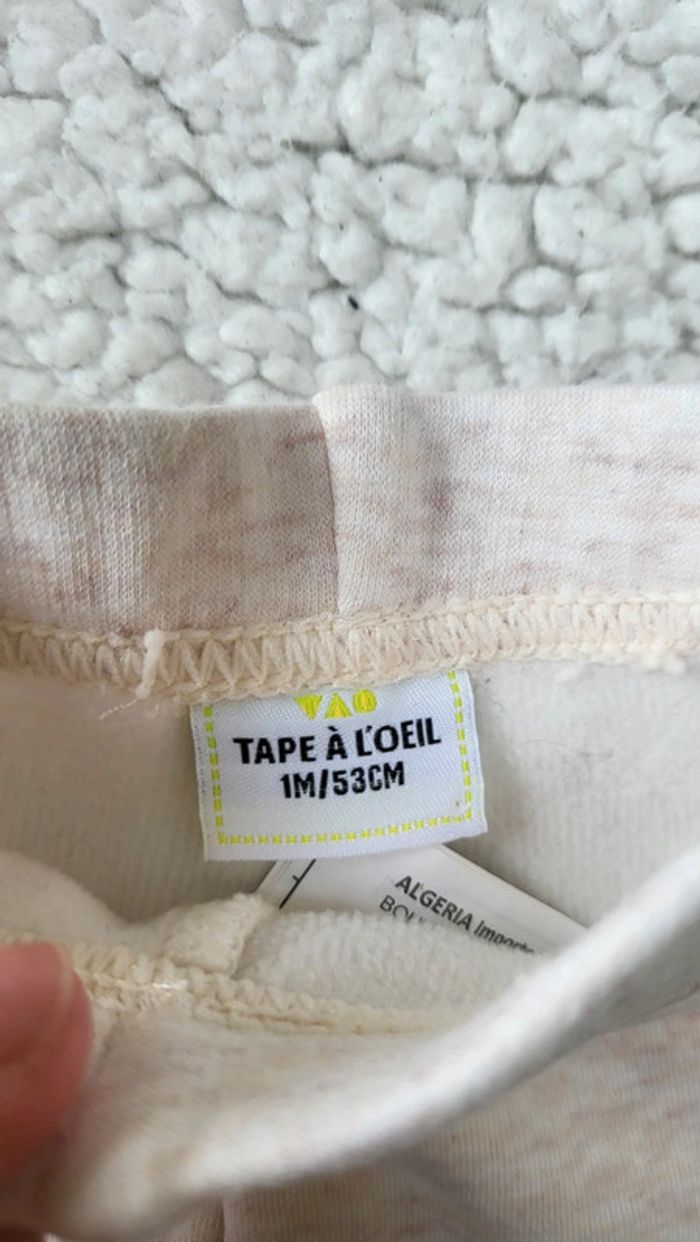 TAO
TAPE À L'OEIL
1M/53CM
ALGERIA